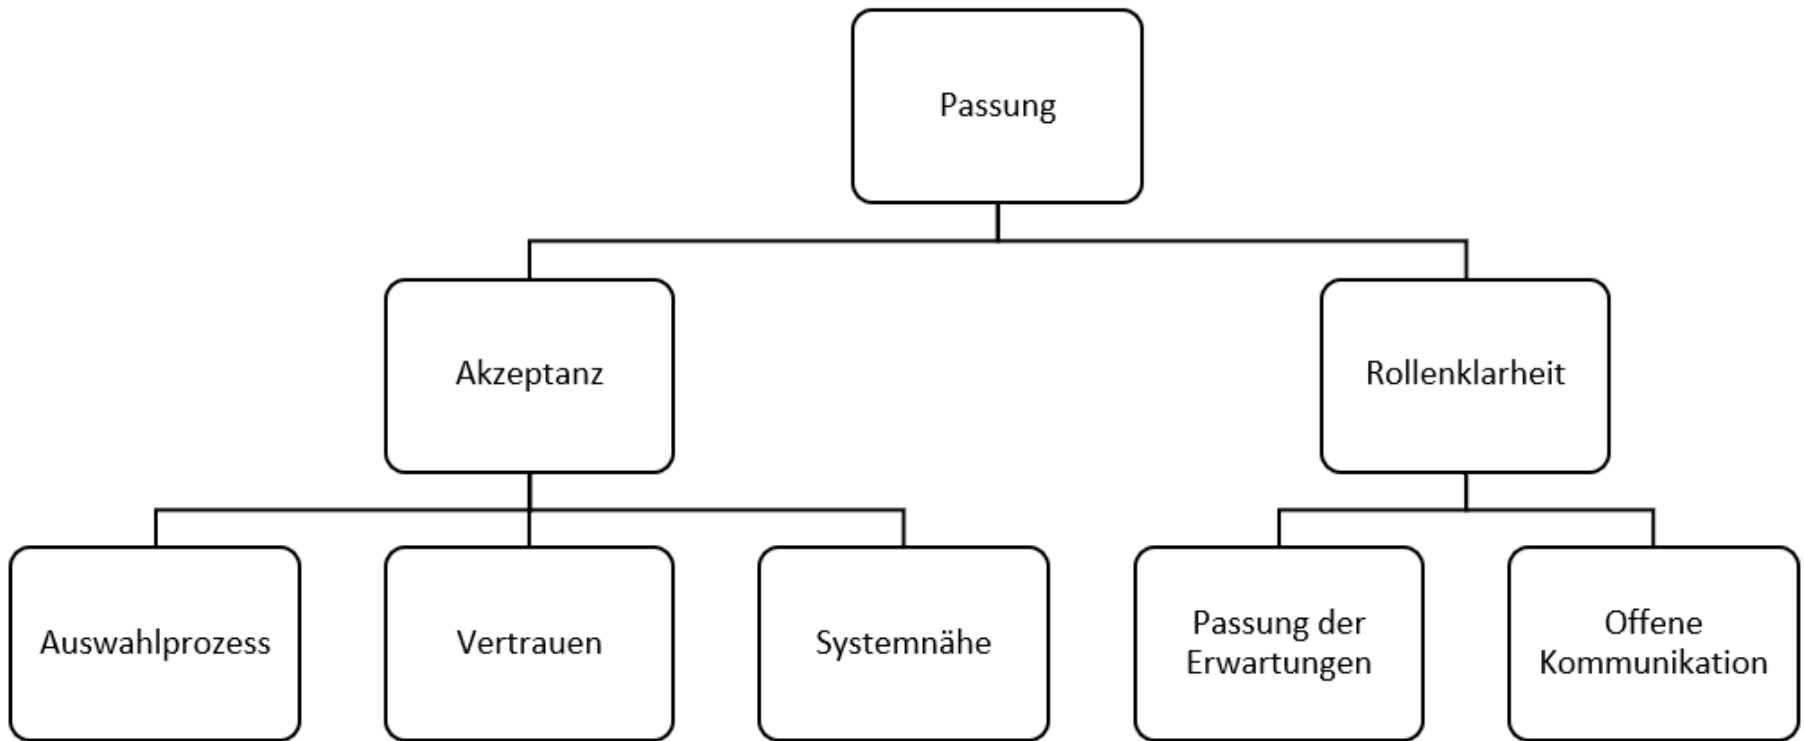 Passung
Akzeptanz
Rollenklarheit
Auswahlprozess
Vertrauen
Systemnähe
Passung der
Erwartungen
Offene
Kommunikation